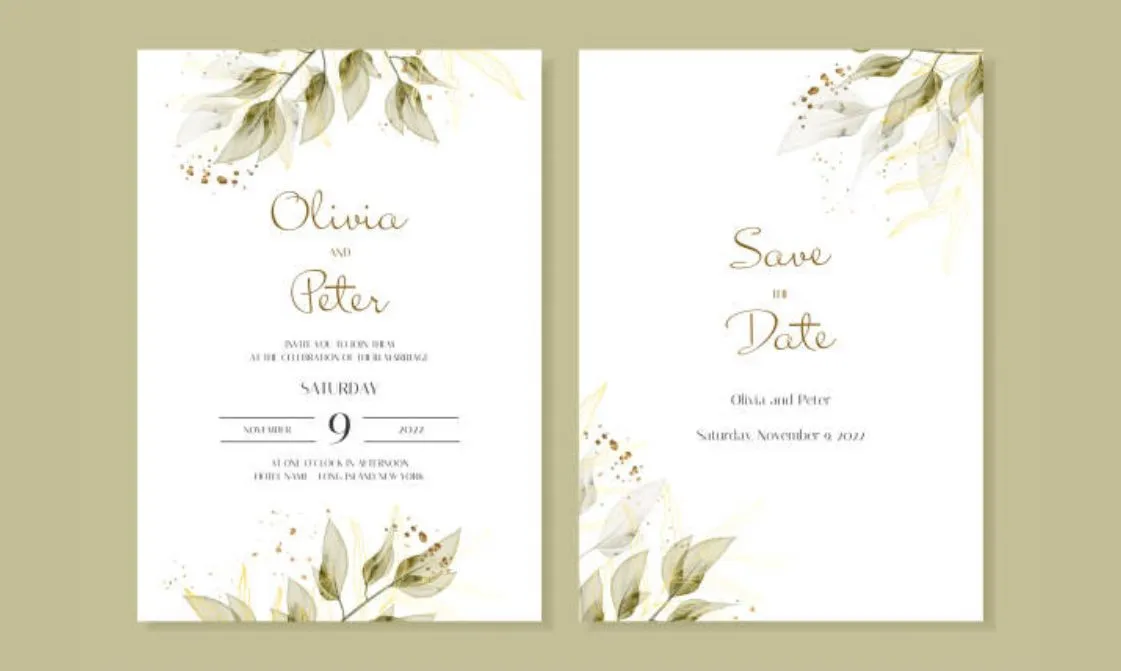 Olivia
AND
Peter
INVITE YOU TO JOIN THEM
AT THE CELEBRATION OF THEIR MARRIAGE
SATURDAY
NOVEMBER 9 2022
AT ONE O'CLOCK IN AFTERNOON
HOTEL NAME LONG ISLAND NEW YORK
Save
THE
Date
Olivia and Peter
Saturday, November 9, 2022